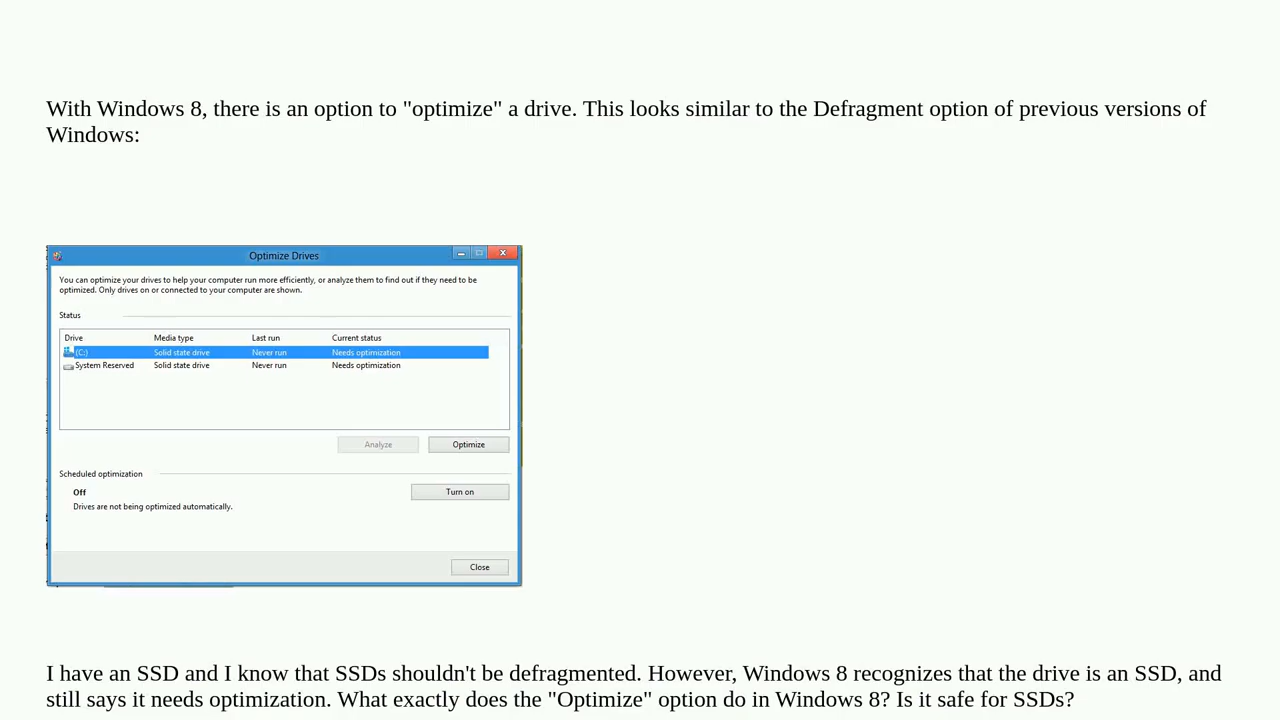 With Windows 8, there is an option to "optimize" a drive. This looks similar to the Defragment option of previous versions of
Windows:
Optimize Drives
You can optimize your drives to help your computer run more efficiently, or analyze them to find out if they need to be
optimized. Only drives on or connected to your computer are shown.
Status
Drive Media type Last run Current status
(C:) Solid state drive Never run Needs optimization
System Reserved Solid state drive Never run Needs optimization
Analyze Optimize
Scheduled optimization
Off Turn on
Drives are not being optimized automatically.
Close
I have an SSD and I know that SSDs shouldn't be defragmented. However, Windows 8 recognizes that the drive is an SSD, and
still says it needs optimization. What exactly does the "Optimize" option do in Windows 8? Is it safe for SSDs?